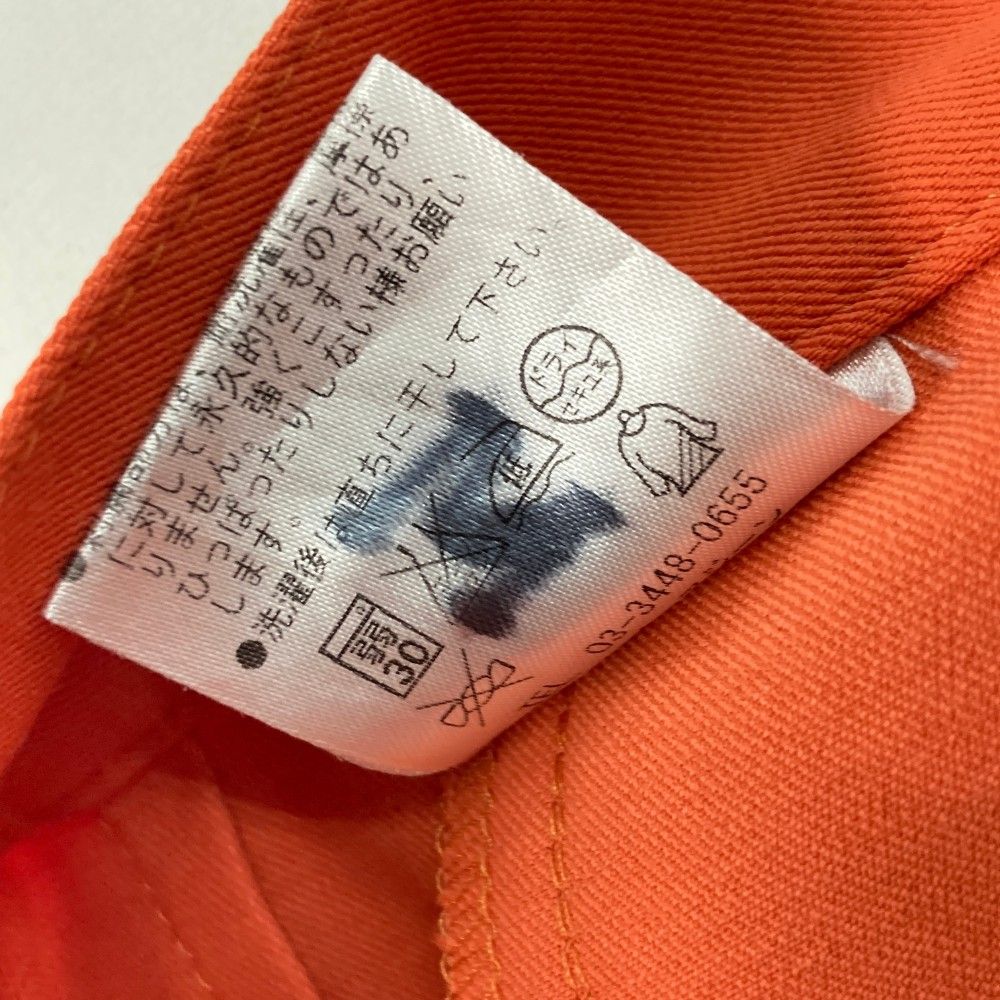 に対して永久的なものではあ
りません。強くこすったり
ひっぱったりしない様お願い
します。
●洗濯後は直ちに干して下さい。
弱
30
低
ドライ
セキユ系
TEL 03-3448-0655